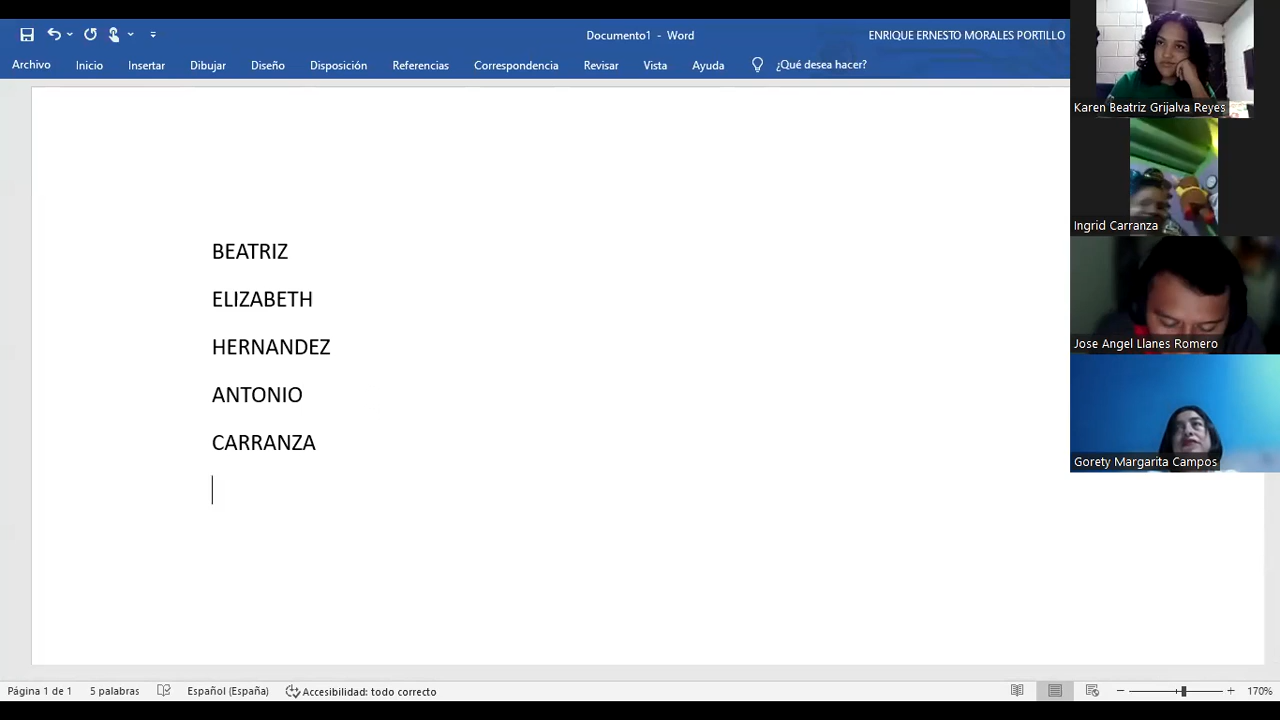 Documento1 - Word
ENRIQUE ERNESTO MORALES PORTILLO
Archivo Inicio Insertar Dibujar Diseño Disposición Referencias Correspondencia Revisar Vista Ayuda ¿Qué desea hacer?
BEATRIZ
ELIZABETH
HERNANDEZ
ANTONIO
CARRANZA
Karen Beatriz Grijalva Reyes
Ingrid Carranza
Jose Angel Llanes Romero
Gorety Margarita Campos
Página 1 de 1 5 palabras Español (España) Accesibilidad: todo correcto 170%